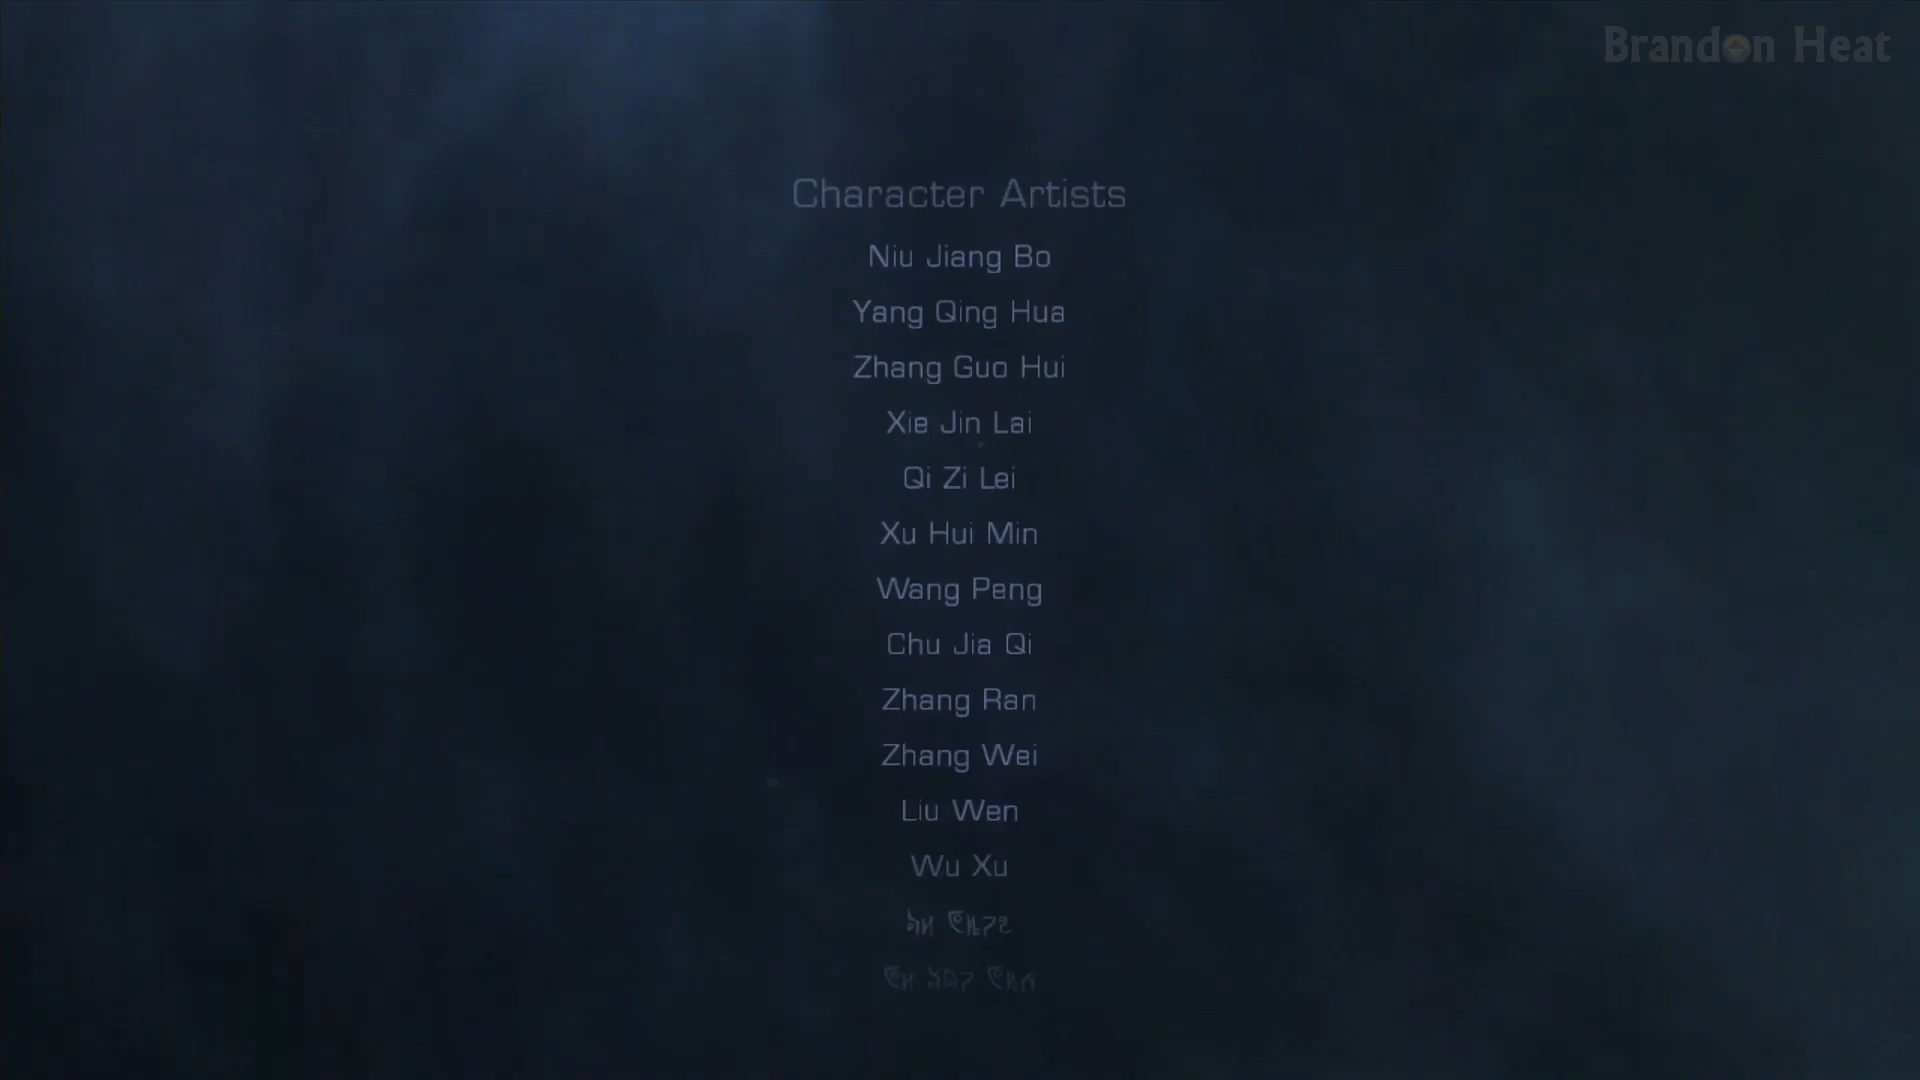 Brandon Heat
Character Artists
Niu Jiang Bo
Yang Qing Hua
Zhang Guo Hui
Xie Jin Lai
Qi Zi Lei
Xu Hui Min
Wang Peng
Chu Jia Qi
Zhang Ran
Zhang Wei
Liu Wen
Wu Xu